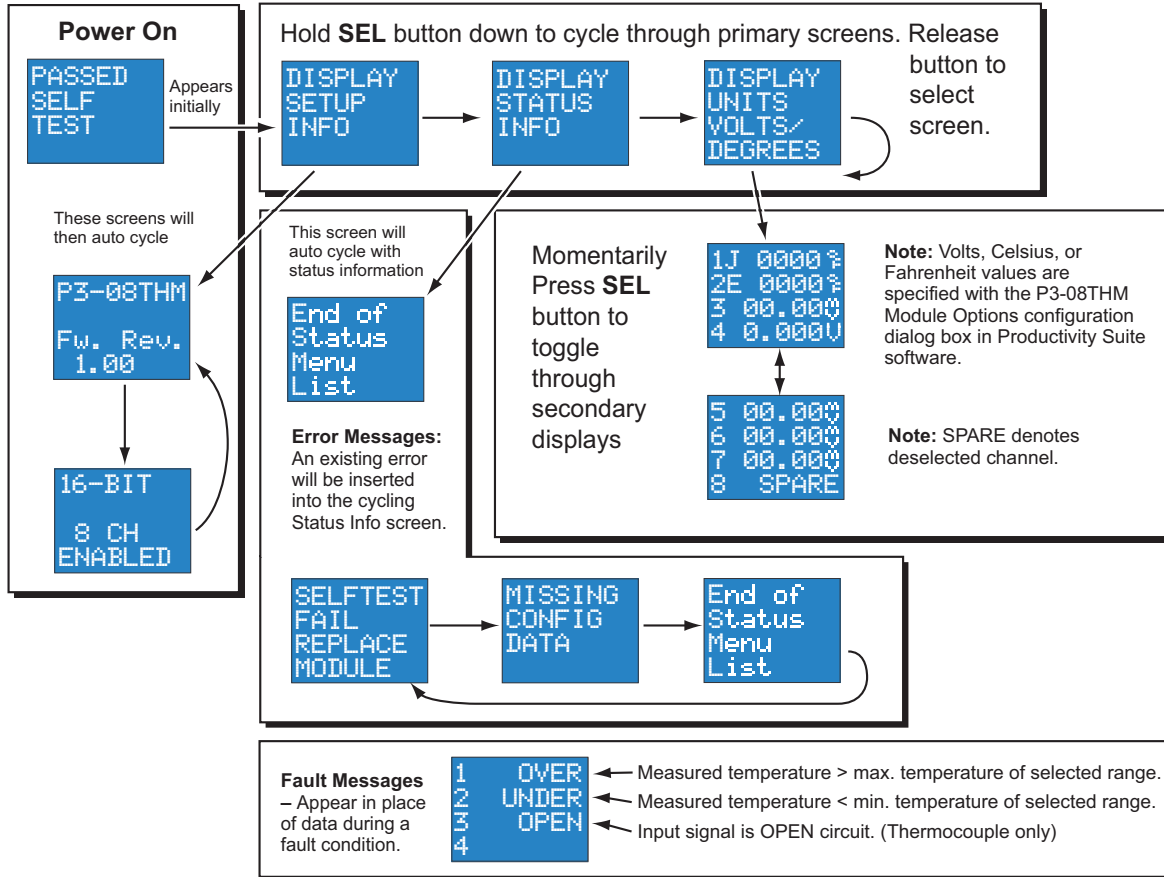 Power On
PASSED
SELF
TEST
Appears
initially
These screens will
then auto cycle
P3-08THM
Fw. Rev.
1.00
16-BIT
8 CH
ENABLED
Hold SEL button down to cycle through primary screens. Release
button to
select
screen.
DISPLAY
SETUP
INFO
DISPLAY
STATUS
INFO
DISPLAY
UNITS
VOLTS/
DEGREES
This screen will
auto cycle with
status information
End of
Status
Menu
List
Error Messages:
An existing error
will be inserted
into the cycling
Status Info screen.
Momentarily
Press SEL
button to
toggle
through
secondary
displays
1J 0000
2E 0000
3 00.00
4 0.000V
5 00.00
6 00.00
7 00.00
8 SPARE
Note: Volts, Celsius, or
Fahrenheit values are
specified with the P3-08THM
Module Options configuration
dialog box in Productivity Suite
software.
Note: SPARE denotes
deselected channel.
SELFTEST
FAIL
REPLACE
MODULE
MISSING
CONFIG
DATA
End of
Status
Menu
List
Fault Messages
– Appear in place
of data during a
fault condition.
1 OVER
2 UNDER
3 OPEN
4
Measured temperature > max. temperature of selected range.
Measured temperature < min. temperature of selected range.
Input signal is OPEN circuit. (Thermocouple only)